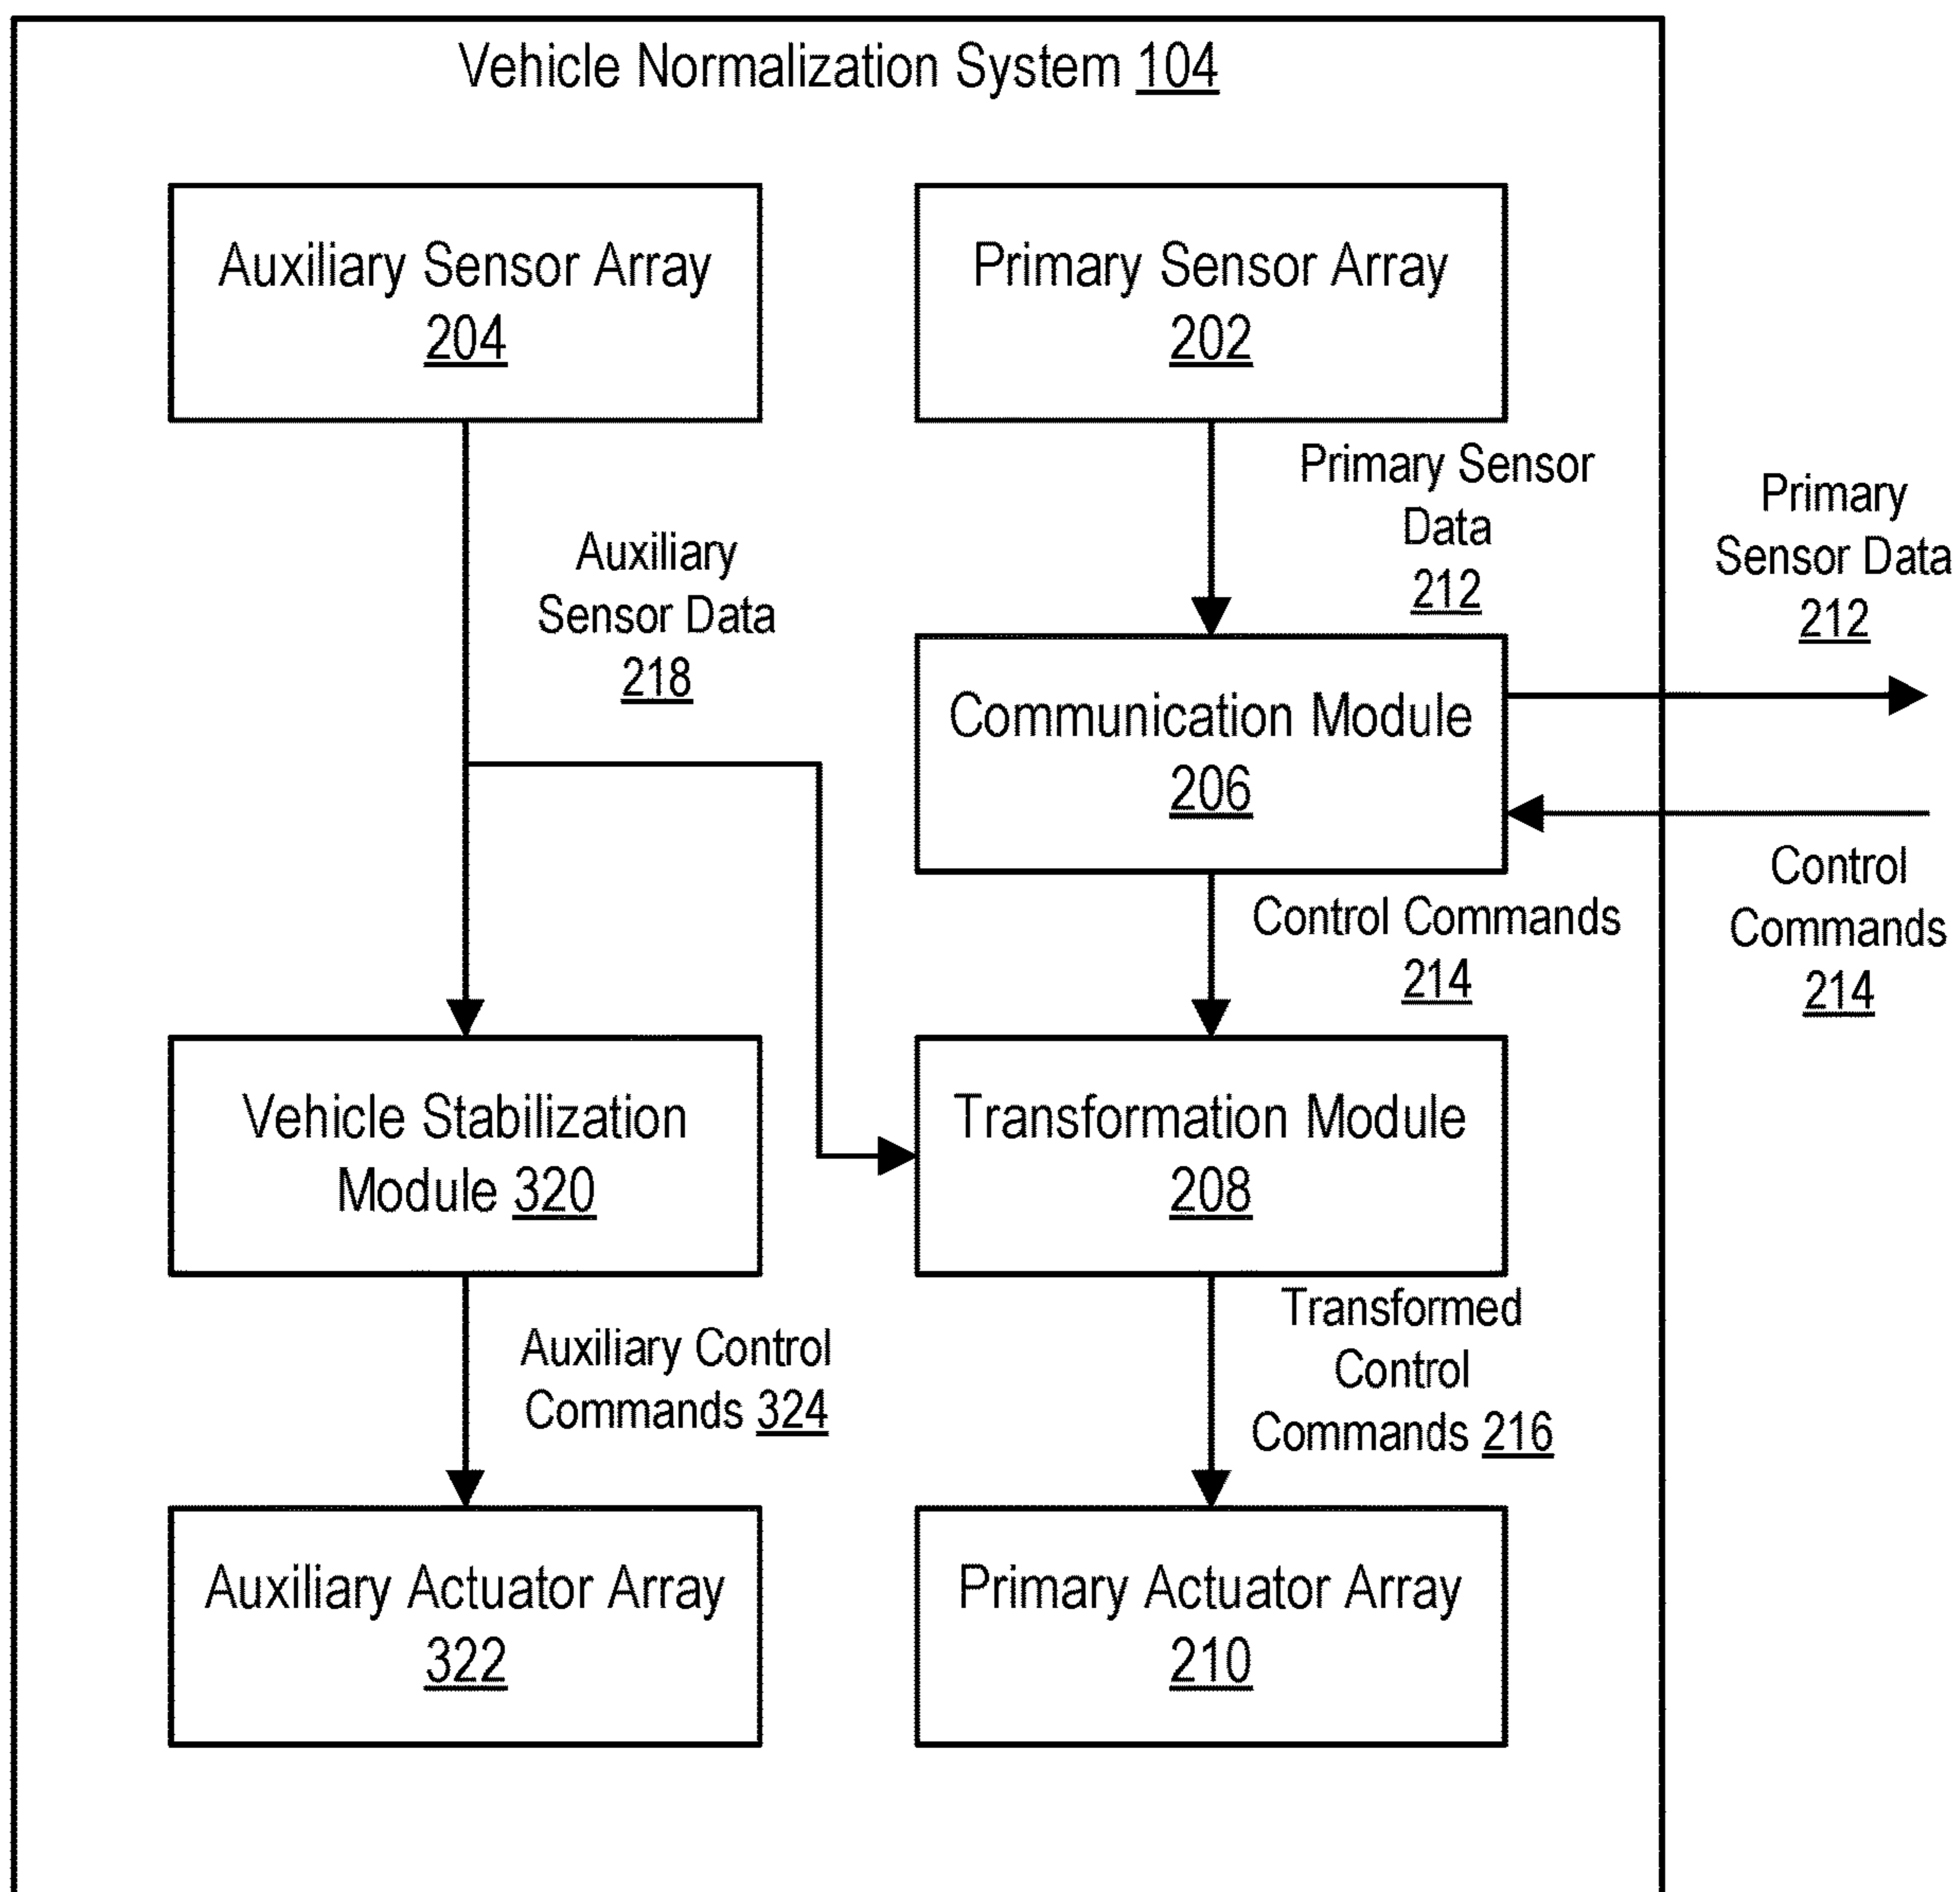 Vehicle Normalization System 104
Auxiliary Sensor Array
204
Primary Sensor Array
202
Primary Sensor
Data
212
Primary
Sensor Data
212
Auxiliary
Sensor Data
218
Communication Module
206
Control Commands
214
Control
Commands
214
Vehicle Stabilization
Module 320
Transformation Module
208
Auxiliary Control
Commands 324
Transformed
Control
Commands 216
Auxiliary Actuator Array
322
Primary Actuator Array
210